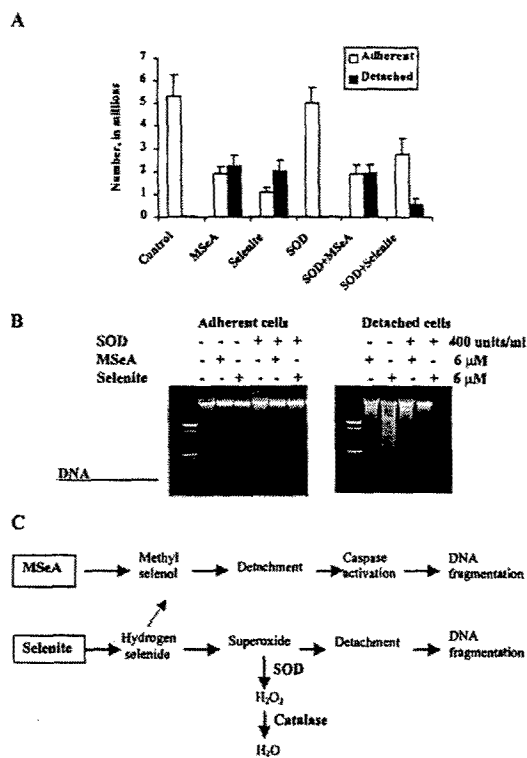 A
Number, in millions
7
6
5
4
3
2
1
0
Adherent
Detached
Control
MSeA
Selenite
SOD
SOD+MSeA
SOD+Selenite
B
Adherent cells
Detached cells
SOD - - - + + + - - + + 400 units/ml
MSeA - + - - + - + - + - 6 μM
Selenite - - + - - + - + - + 6 μM
DNA
C
MSeA
Methyl selenol
Detachment
Caspase activation
DNA fragmentation
Selenite
Hydrogen selenide
Superoxide
Detachment
DNA fragmentation
SOD
H₂O₂
Catalase
H₂O